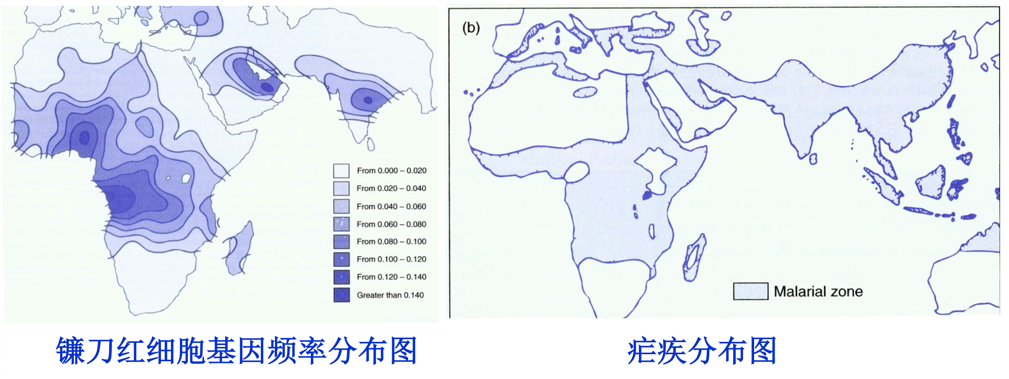 (b)
From 0.000 – 0.020
From 0.020 – 0.040
From 0.040 – 0.060
From 0.060 – 0.080
From 0.080 – 0.100
From 0.100 – 0.120
From 0.120 – 0.140
Greater than 0.140
Malarial zone
镰刀红细胞基因频率分布图
疟疾分布图